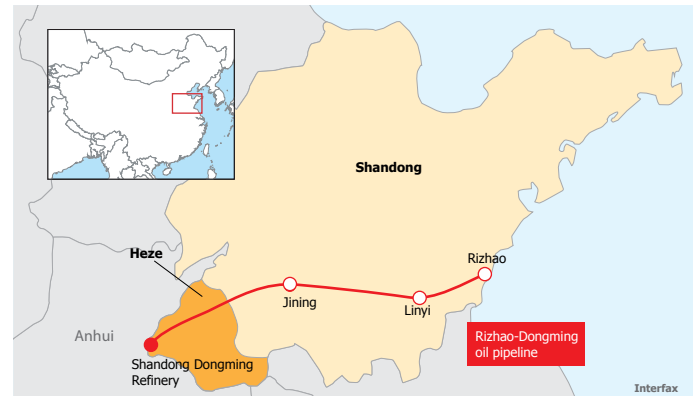 Shandong
Heze
Rizhao
Jining
Linyi
Anhui
Rizhao-Dongming
oil pipeline
Shandong Dongming
Refinery
Interfax